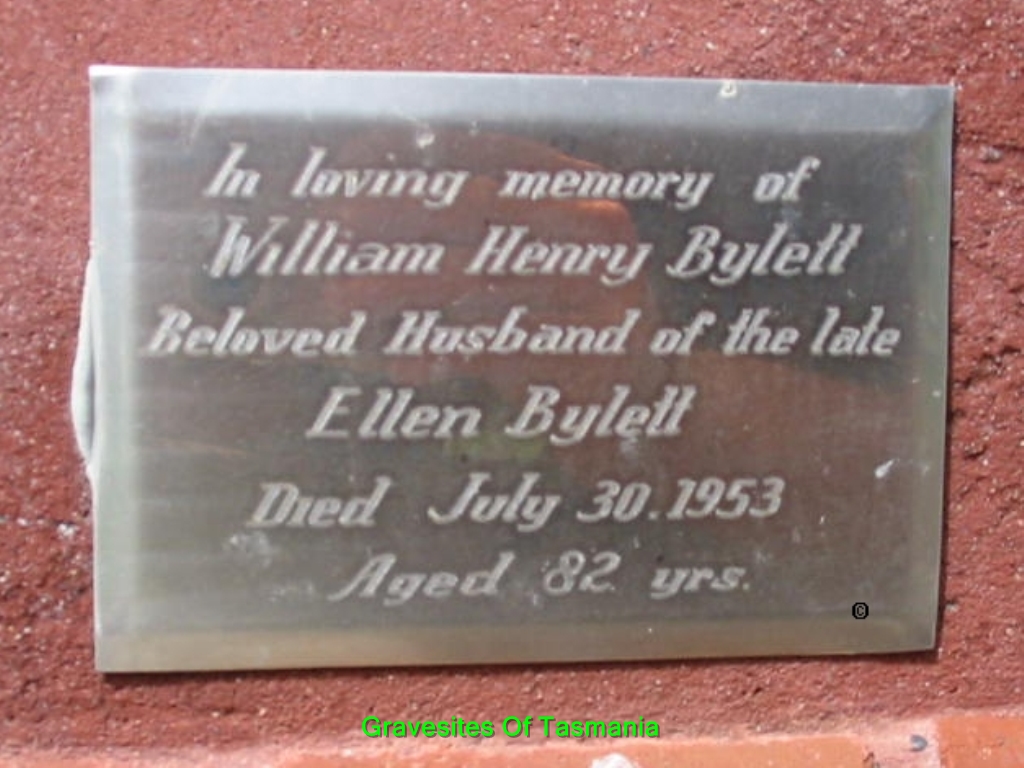 In loving memory of
William Henry Bylett
Beloved Husband of the late
Ellen Bylett
Died July 30. 1953
Aged 82 yrs.
©
Gravesites Of Tasmania